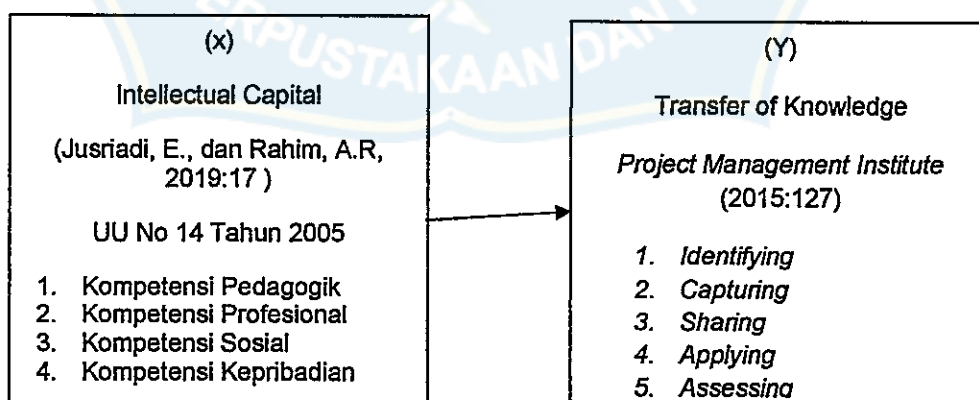 PERPUSTAKAAN DAN
(x)
Intellectual Capital
(Jusriadi, E., dan Rahim, A.R,
2019:17 )
UU No 14 Tahun 2005
1. Kompetensi Pedagogik
2. Kompetensi Profesional
3. Kompetensi Sosial
4. Kompetensi Kepribadian
(Y)
Transfer of Knowledge
Project Management Institute
(2015:127)
1. Identifying
2. Capturing
3. Sharing
4. Applying
5. Assessing